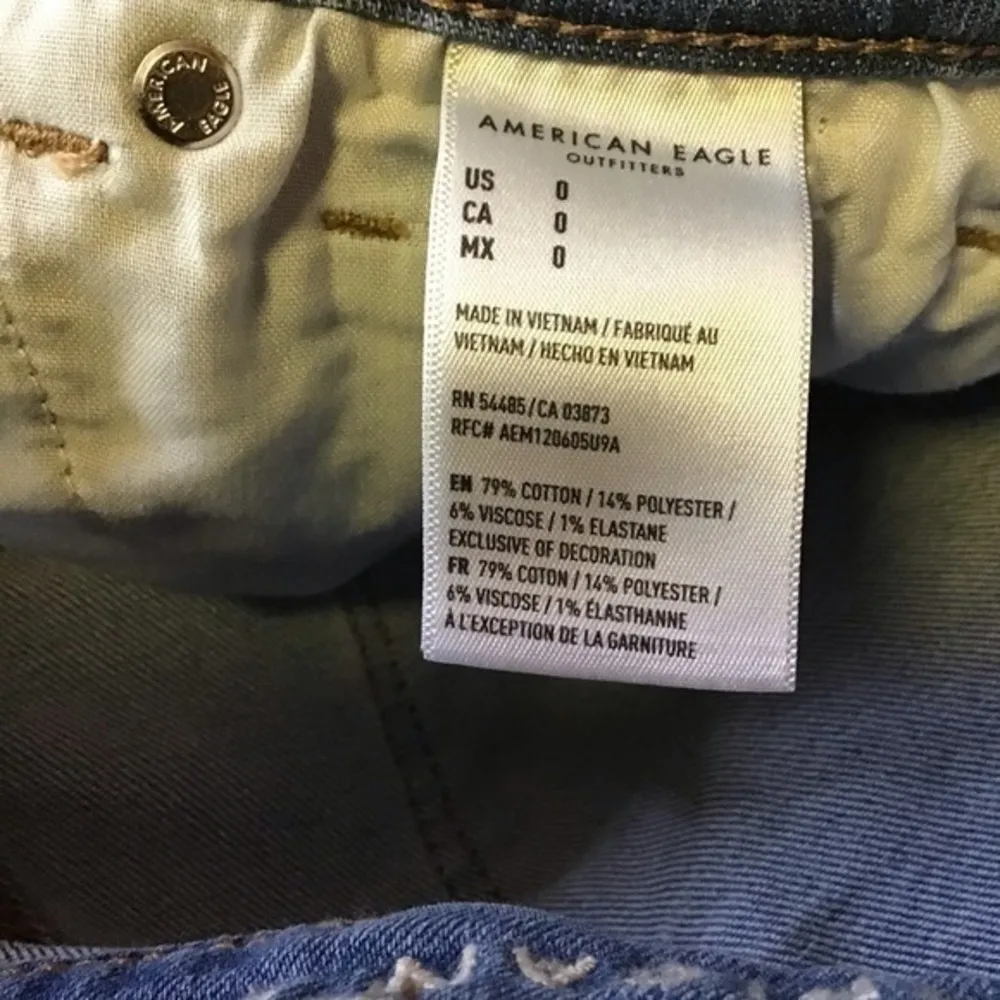 AMERICAN
EAGLE
AMERICAN EAGLE
OUTFITTERS
US 0
CA 0
MX 0
MADE IN VIETNAM / FABRIQUÉ AU
VIETNAM / HECHO EN VIETNAM
RN 54485/CA 03873
RFC# AEM120605U9A
EN 79% COTTON / 14% POLYESTER /
6% VISCOSE / 1% ELASTANE
EXCLUSIVE OF DECORATION
FR 79% COTON / 14% POLYESTER /
6% VISCOSE / 1% ÉLASTHANNE
À L'EXCEPTION DE LA GARNITURE